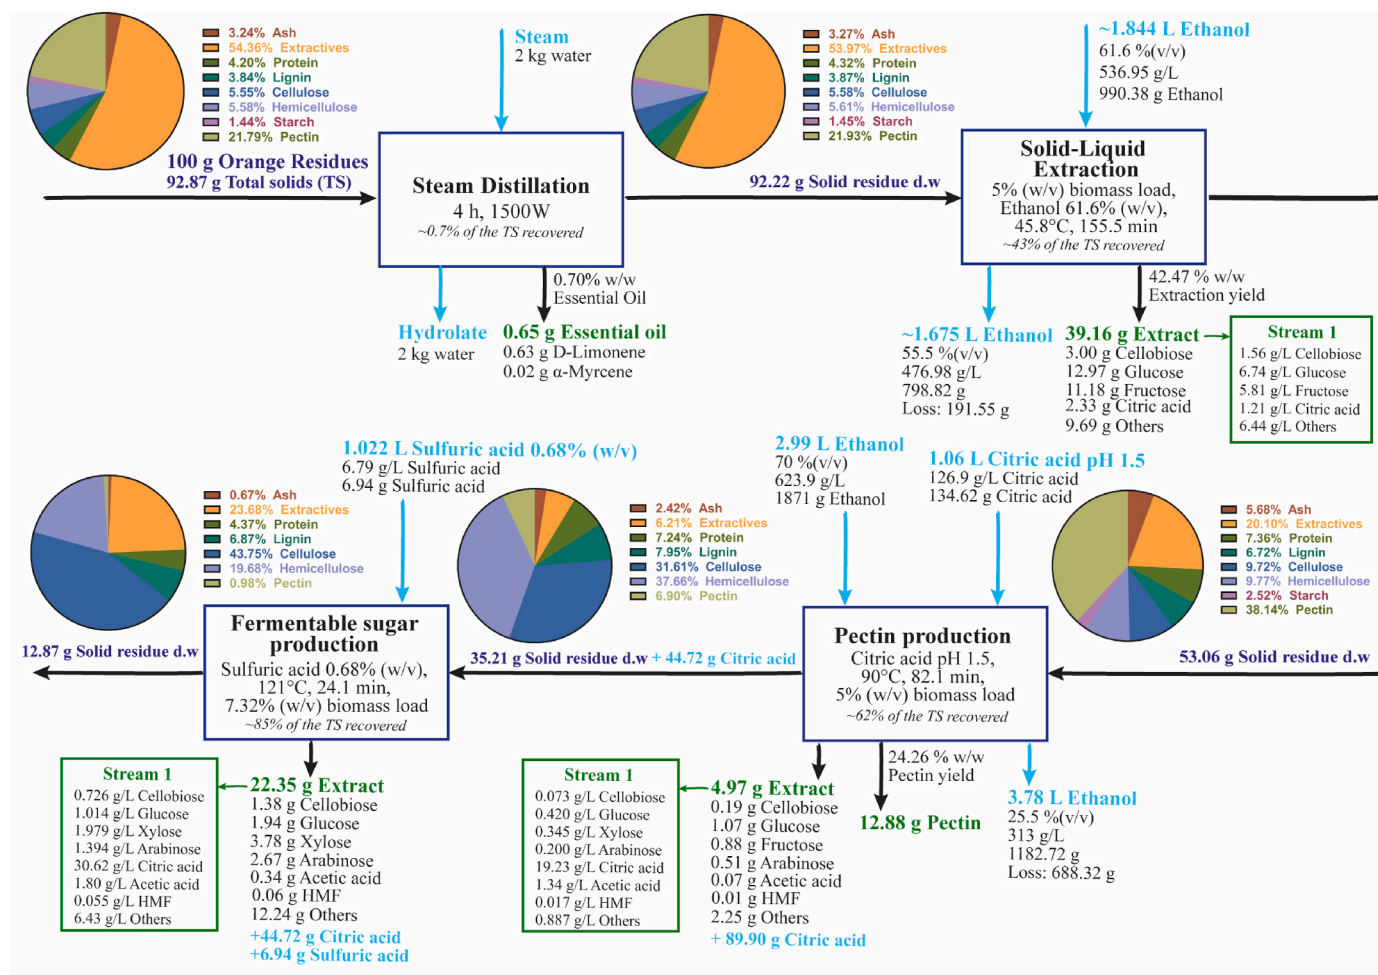 3.24% Ash
54.36% Extractives
4.20% Protein
3.84% Lignin
5.55% Cellulose
5.58% Hemicellulose
1.44% Starch
21.79% Pectin
100 g Orange Residues
92.87 g Total solids (TS)
Steam
2 kg water
Steam Distillation
4 h, 1500W
~0.7% of the TS recovered
0.70% w/w
Essential Oil
Hydrolate
2 kg water
0.65 g Essential oil
0.63 g D-Limonene
0.02 g α-Myrcene
3.27% Ash
53.97% Extractives
4.32% Protein
3.87% Lignin
5.58% Cellulose
5.61% Hemicellulose
1.45% Starch
21.93% Pectin
92.22 g Solid residue d.w
~1.844 L Ethanol
61.6 %(v/v)
536.95 g/L
990.38 g Ethanol
Solid-Liquid
Extraction
5% (w/v) biomass load,
Ethanol 61.6% (w/v),
45.8°C, 155.5 min
~43% of the TS recovered
42.47 % w/w
Extraction yield
~1.675 L Ethanol
55.5 %(v/v)
476.98 g/L
798.82 g
Loss: 191.55 g
39.16 g Extract
3.00 g Cellobiose
12.97 g Glucose
11.18 g Fructose
2.33 g Citric acid
9.69 g Others
Stream 1
1.56 g/L Cellobiose
6.74 g/L Glucose
5.81 g/L Fructose
1.21 g/L Citric acid
6.44 g/L Others
1.022 L Sulfuric acid 0.68% (w/v)
6.79 g/L Sulfuric acid
6.94 g Sulfuric acid
0.67% Ash
23.68% Extractives
4.37% Protein
6.87% Lignin
43.75% Cellulose
19.68% Hemicellulose
0.98% Pectin
12.87 g Solid residue d.w
Fermentable sugar
production
Sulfuric acid 0.68% (w/v),
121°C, 24.1 min,
7.32% (w/v) biomass load
~85% of the TS recovered
2.42% Ash
6.21% Extractives
7.24% Protein
7.95% Lignin
31.61% Cellulose
37.66% Hemicellulose
6.90% Pectin
35.21 g Solid residue d.w + 44.72 g Citric acid
2.99 L Ethanol
70 %(v/v)
623.9 g/L
1871 g Ethanol
1.06 L Citric acid pH 1.5
126.9 g/L Citric acid
134.62 g Citric acid
Pectin production
Citric acid pH 1.5,
90°C, 82.1 min,
5% (w/v) biomass load
~62% of the TS recovered
5.68% Ash
20.10% Extractives
7.36% Protein
6.72% Lignin
9.72% Cellulose
9.77% Hemicellulose
2.52% Starch
38.14% Pectin
53.06 g Solid residue d.w
Stream 1
0.726 g/L Cellobiose
1.014 g/L Glucose
1.979 g/L Xylose
1.394 g/L Arabinose
30.62 g/L Citric acid
1.80 g/L Acetic acid
0.055 g/L HMF
6.43 g/L Others
22.35 g Extract
1.38 g Cellobiose
1.94 g Glucose
3.78 g Xylose
2.67 g Arabinose
0.34 g Acetic acid
0.06 g HMF
12.24 g Others
+44.72 g Citric acid
+6.94 g Sulfuric acid
Stream 1
0.073 g/L Cellobiose
0.420 g/L Glucose
0.345 g/L Xylose
0.200 g/L Arabinose
19.23 g/L Citric acid
1.34 g/L Acetic acid
0.017 g/L HMF
0.887 g/L Others
4.97 g Extract
0.19 g Cellobiose
1.07 g Glucose
0.88 g Fructose
0.51 g Arabinose
0.07 g Acetic acid
0.01 g HMF
2.25 g Others
+ 89.90 g Citric acid
24.26 % w/w
Pectin yield
12.88 g Pectin
3.78 L Ethanol
25.5 %(v/v)
313 g/L
1182.72 g
Loss: 688.32 g